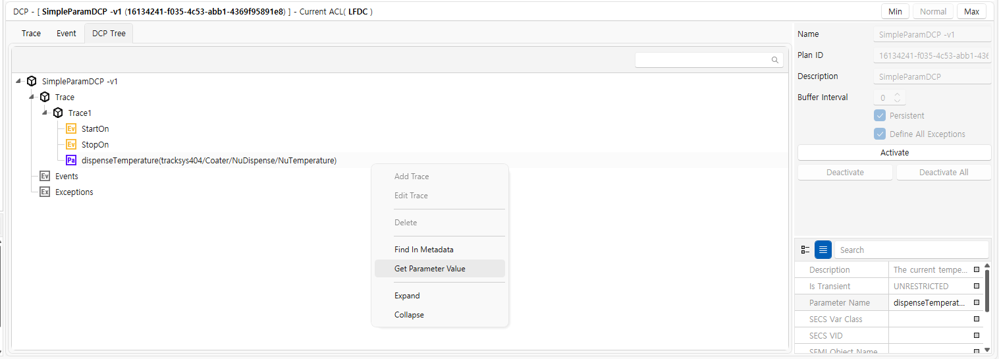 DCP - [ SimpleParamDCP -v1 (16134241-f035-4c53-abb1-4369f95891e8) ] - Current ACL( LFDC )
Min
Normal
Max
Trace
Event
DCP Tree
SimpleParamDCP -v1
Trace
Trace1
Ev StartOn
Ev StopOn
Pa dispenseTemperature(tracksys404/Coater/NuDispense/NuTemperature)
Ev Events
Ex Exceptions
Add Trace
Edit Trace
Delete
Find In Metadata
Get Parameter Value
Expand
Collapse
Name SimpleParamDCP -v1
Plan ID 16134241-f035-4c53-abb1-436
Description SimpleParamDCP
Buffer Interval 0
Persistent
Define All Exceptions
Activate
Deactivate
Deactivate All
Search
Description The current tempe...
Is Transient UNRESTRICTED
Parameter Name dispenseTemperat...
SECS Var Class
SECS VID
SEMI Object Name